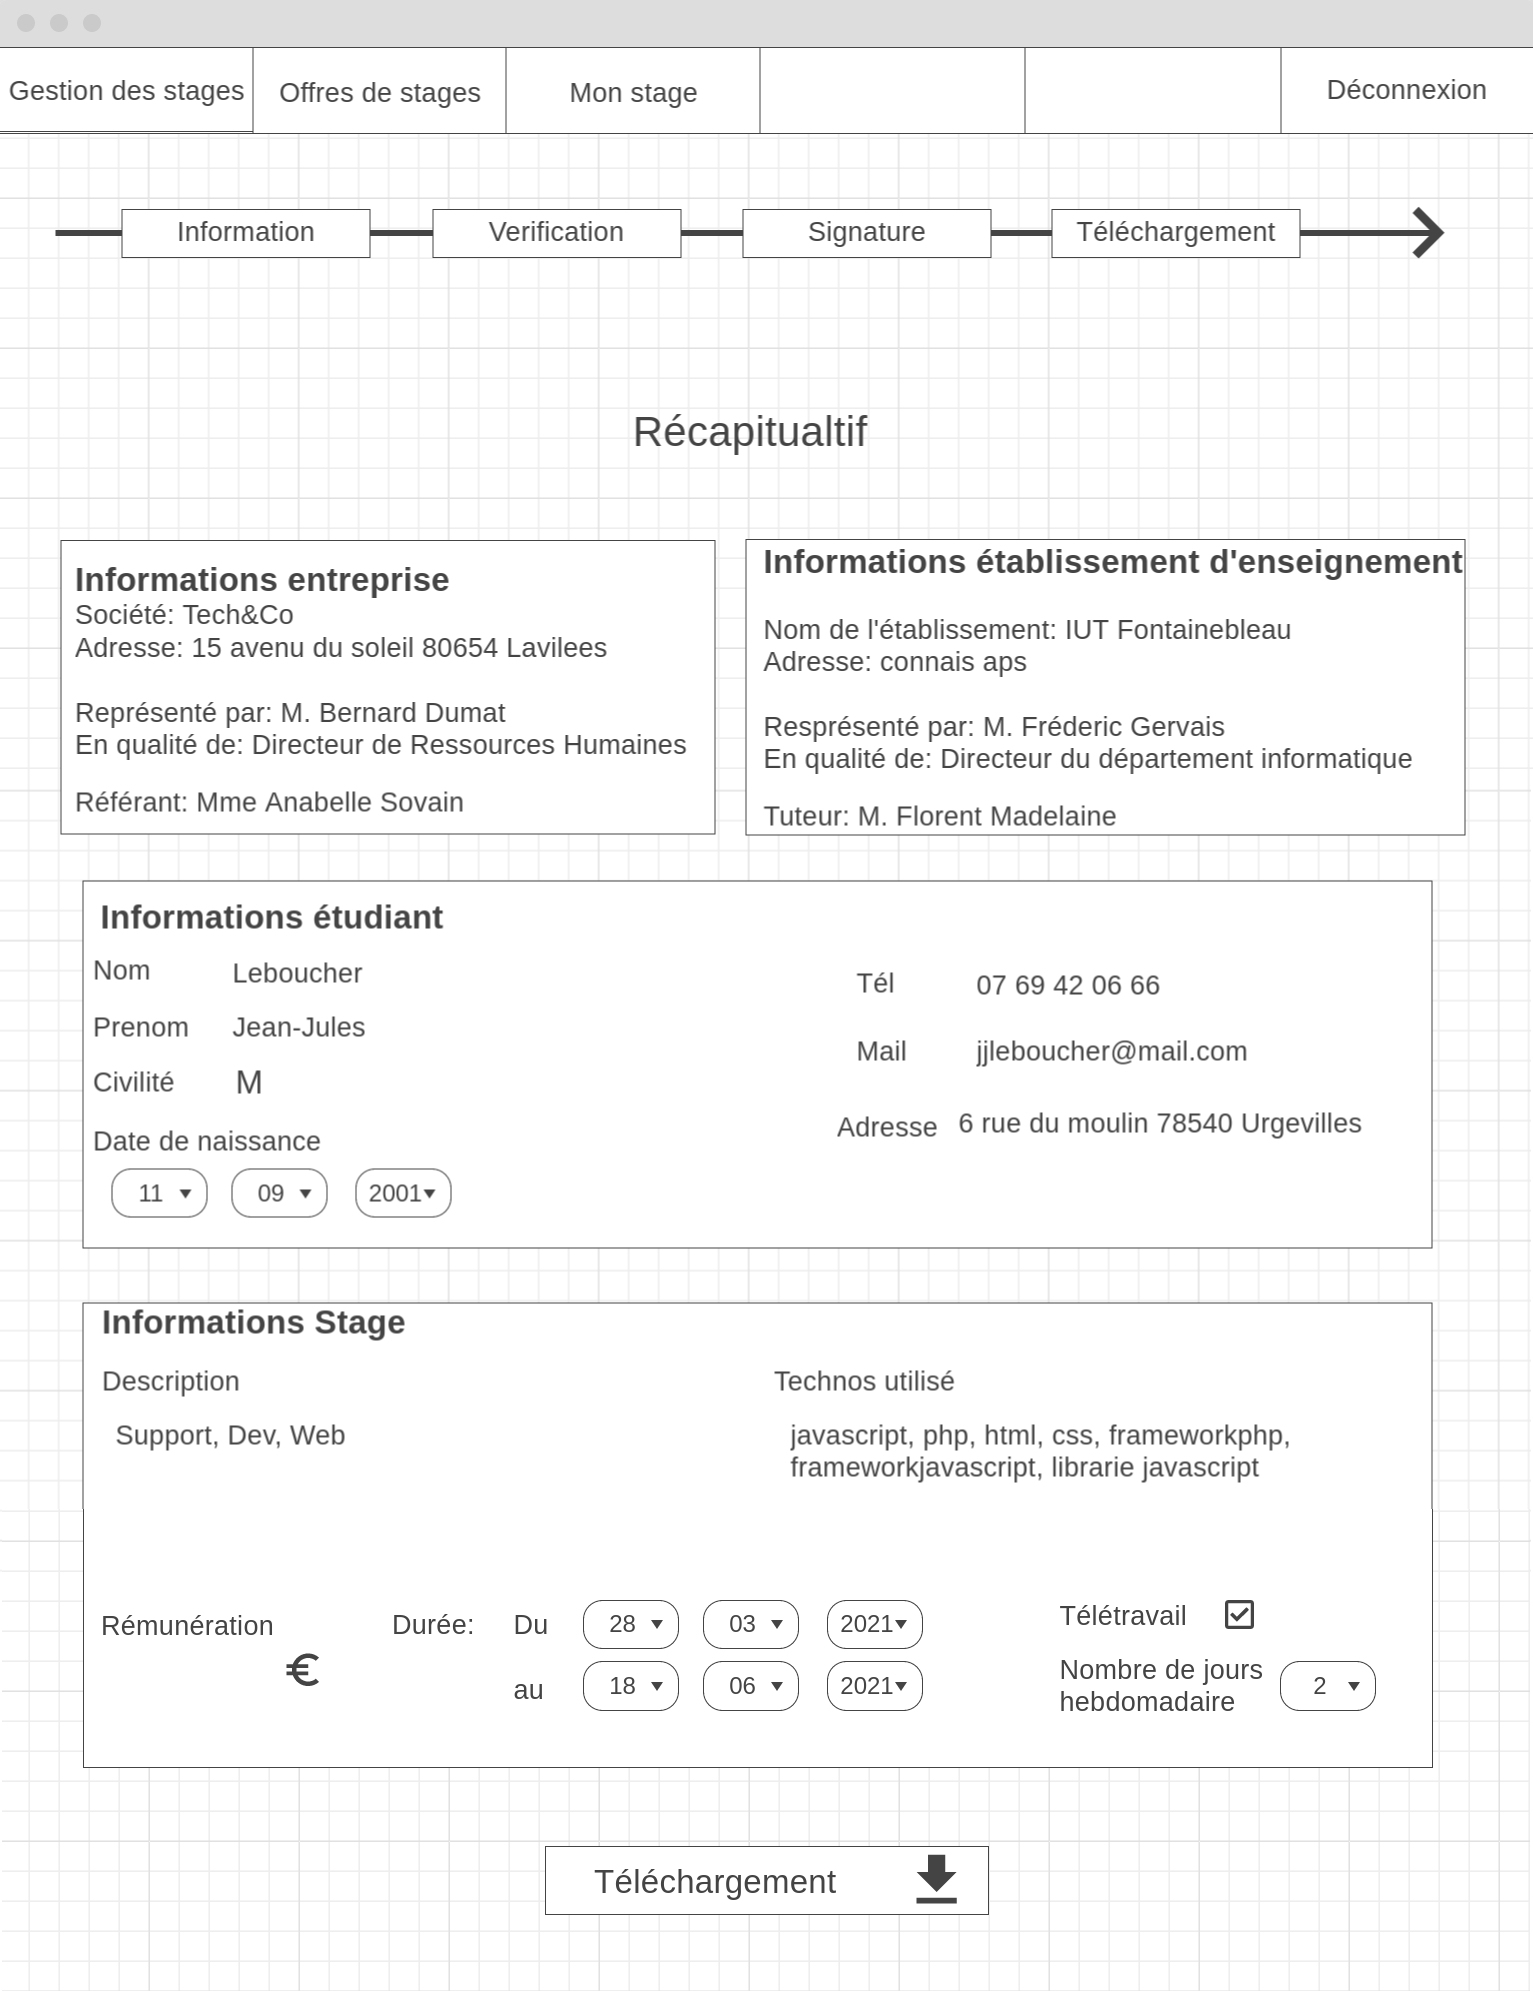 Gestion des stages
Offres de stages
Mon stage
Déconnexion
Information
Verification
Signature
Téléchargement
Récapitualtif
Informations entreprise
Société: Tech&Co
Adresse: 15 avenu du soleil 80654 Lavilees
Représenté par: M. Bernard Dumat
En qualité de: Directeur de Ressources Humaines
Référant: Mme Anabelle Sovain
Informations établissement d'enseignement
Nom de l'établissement: IUT Fontainebleau
Adresse: connais aps
Resprésenté par: M. Fréderic Gervais
En qualité de: Directeur du département informatique
Tuteur: M. Florent Madelaine
Informations étudiant
Nom Leboucher
Prenom Jean-Jules
Civilité M
Date de naissance
11 09 2001
Tél 07 69 42 06 66
Mail jjleboucher@mail.com
Adresse 6 rue du moulin 78540 Urgevilles
Informations Stage
Description
Support, Dev, Web
Technos utilisé
javascript, php, html, css, frameworkphp,
frameworkjavascript, librarie javascript
Rémunération
€
Durée: Du 28 03 2021
au 18 06 2021
Télétravail
Nombre de jours
hebdomadaire 2
Téléchargement